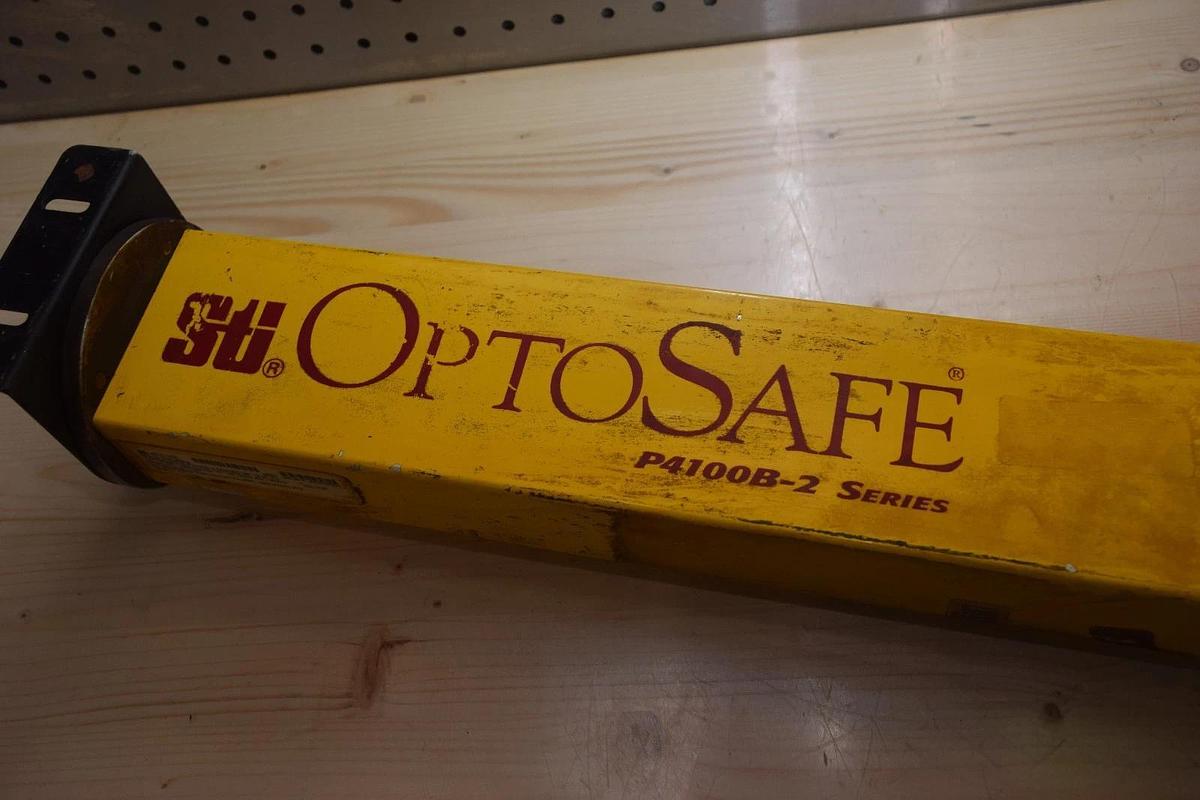 Sti® OPTOSAFE®
P4100B-2 SERIES